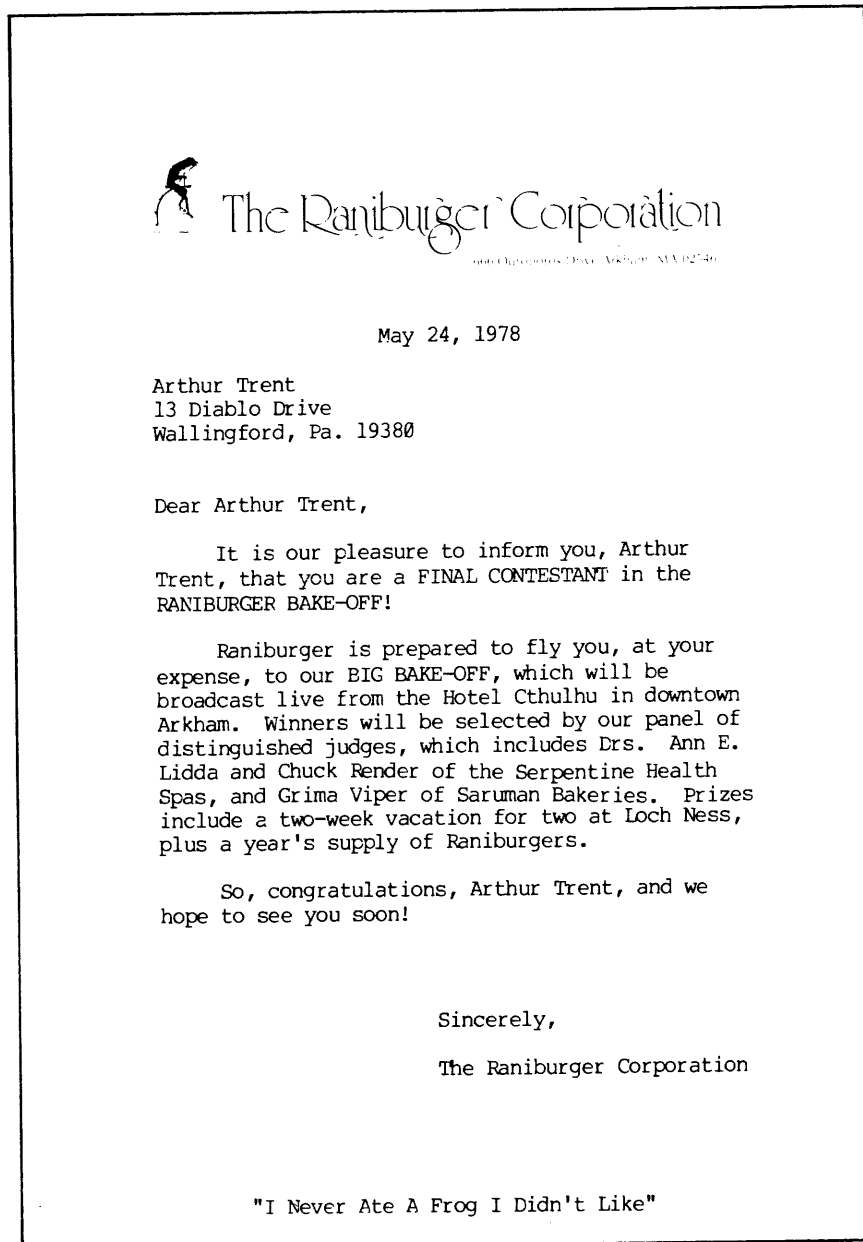 The Raniburger Corporation
Drive Arkham MA
May 24, 1978
Arthur Trent
13 Diablo Drive
Wallingford, Pa. 19380
Dear Arthur Trent,
It is our pleasure to inform you, Arthur
Trent, that you are a FINAL CONTESTANT in the
RANIBURGER BAKE-OFF!
Raniburger is prepared to fly you, at your
expense, to our BIG BAKE-OFF, which will be
broadcast live from the Hotel Cthulhu in downtown
Arkham. Winners will be selected by our panel of
distinguished judges, which includes Drs. Ann E.
Lidda and Chuck Render of the Serpentine Health
Spas, and Grima Viper of Saruman Bakeries. Prizes
include a two-week vacation for two at Loch Ness,
plus a year's supply of Raniburgers.
So, congratulations, Arthur Trent, and we
hope to see you soon!
Sincerely,
The Raniburger Corporation
"I Never Ate A Frog I Didn't Like"